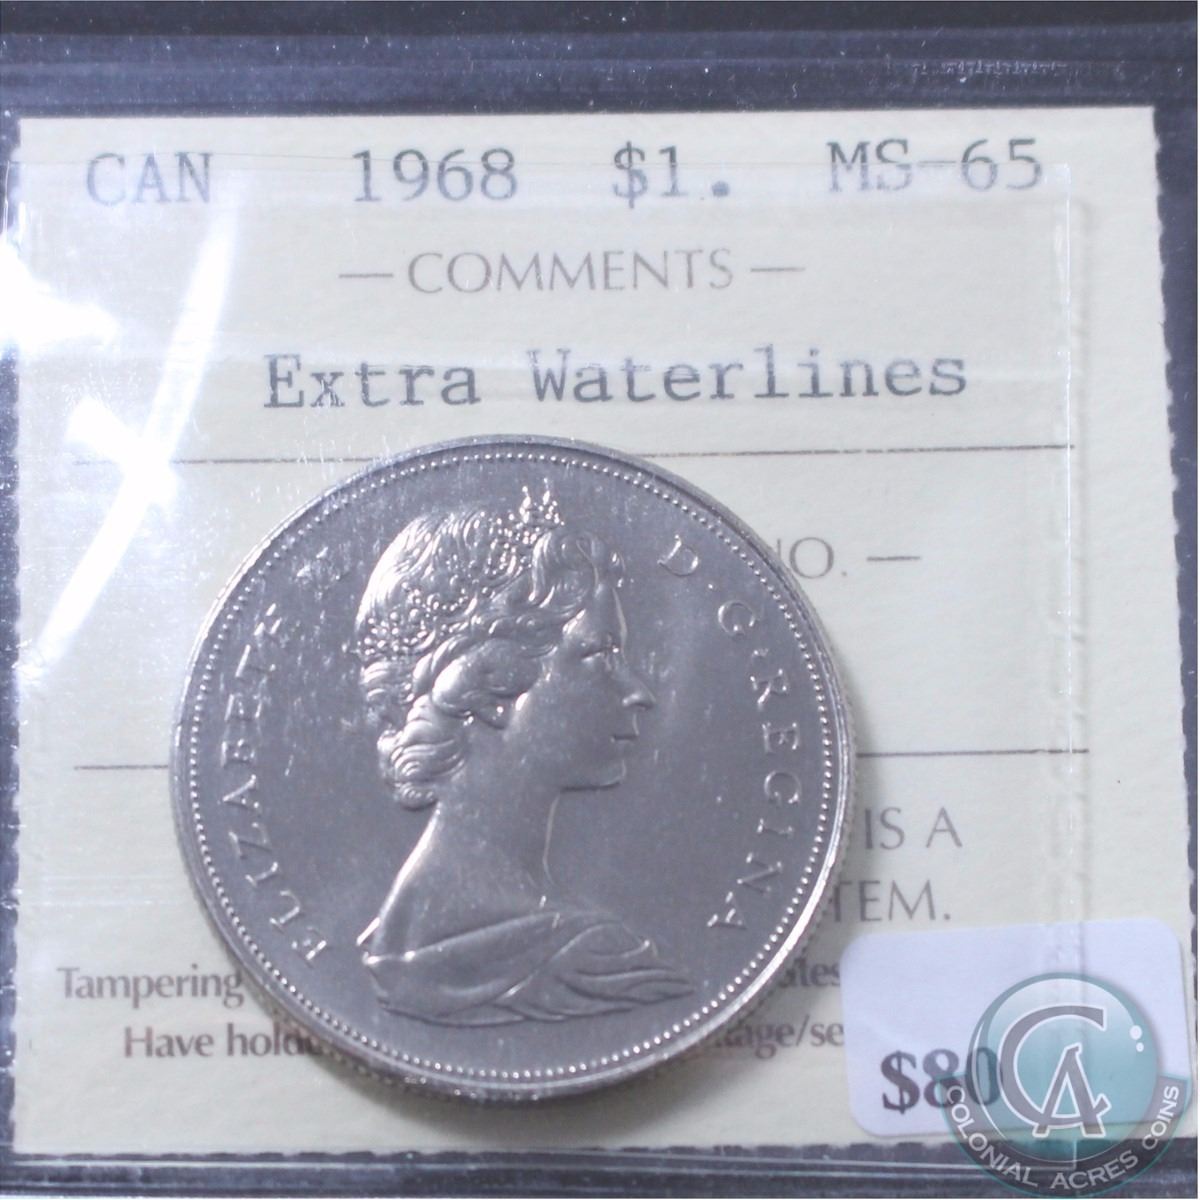 CAN 1968 $1. MS-65
— COMMENTS —
Extra Waterlines
NO. —
ELIZABETH II D·G·REGINA
IS A
TEM.
Tampering
Have
$80
COLONIAL ACRES COINS
CA